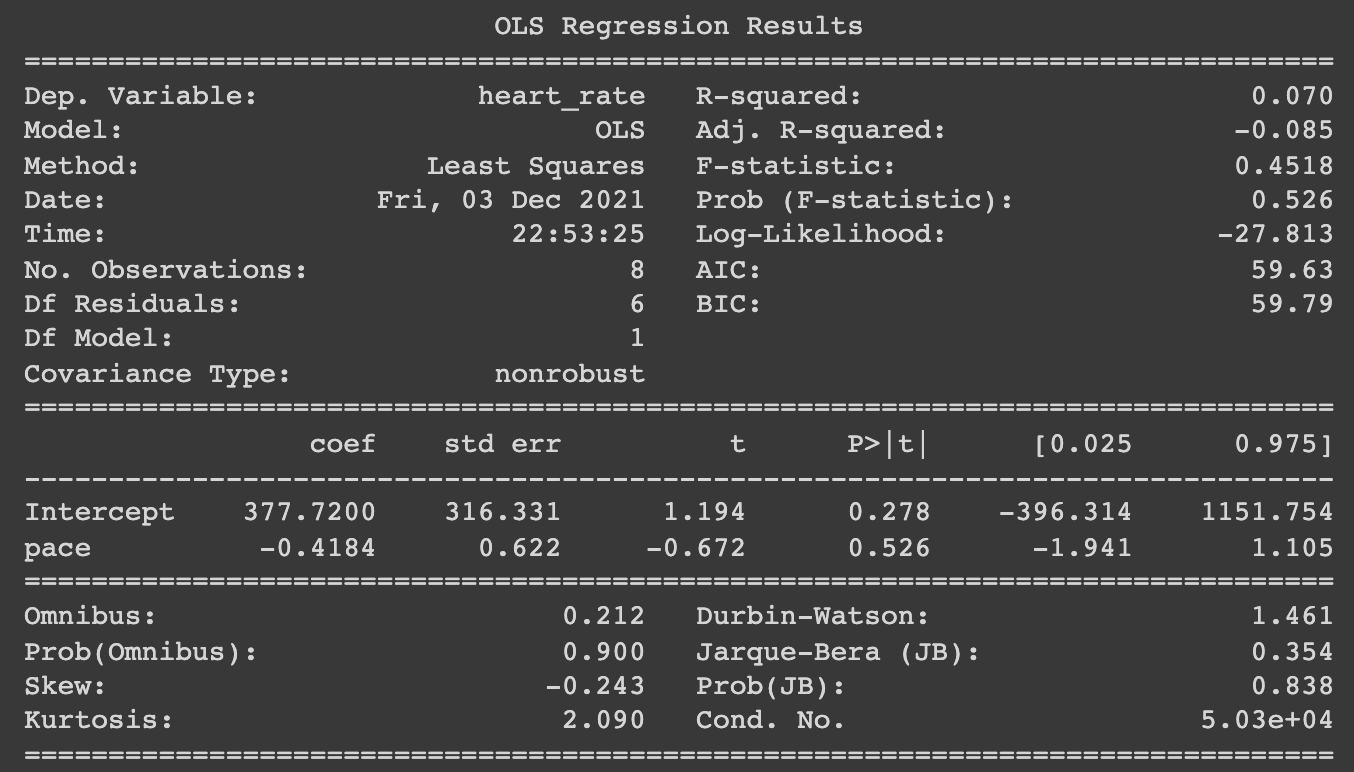 OLS Regression Results
==============================================================================
Dep. Variable: heart_rate R-squared: 0.070
Model: OLS Adj. R-squared: -0.085
Method: Least Squares F-statistic: 0.4518
Date: Fri, 03 Dec 2021 Prob (F-statistic): 0.526
Time: 22:53:25 Log-Likelihood: -27.813
No. Observations: 8 AIC: 59.63
Df Residuals: 6 BIC: 59.79
Df Model: 1
Covariance Type: nonrobust
==============================================================================
coef std err t P>|t| [0.025 0.975]
------------------------------------------------------------------------------
Intercept 377.7200 316.331 1.194 0.278 -396.314 1151.754
pace -0.4184 0.622 -0.672 0.526 -1.941 1.105
==============================================================================
Omnibus: 0.212 Durbin-Watson: 1.461
Prob(Omnibus): 0.900 Jarque-Bera (JB): 0.354
Skew: -0.243 Prob(JB): 0.838
Kurtosis: 2.090 Cond. No. 5.03e+04
==============================================================================